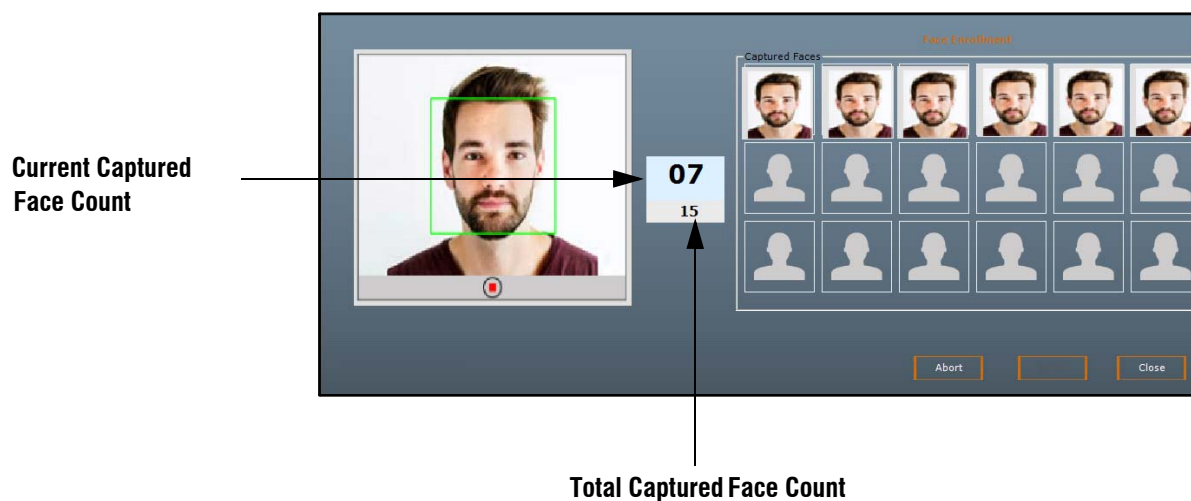 Face Enrollment
Captured Faces
Current Captured
Face Count
07
15
Abort
Close
Total Captured Face Count